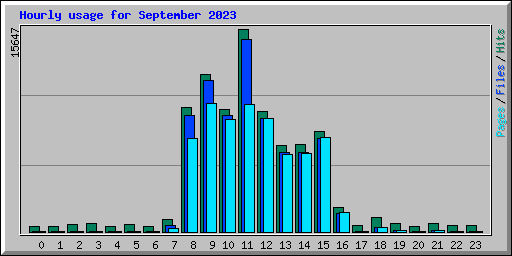 Hourly usage for September 2023
15647
Pages/Files/Hits
0 1 2 3 4 5 6 7 8 9 10 11 12 13 14 15 16 17 18 19 20 21 22 23